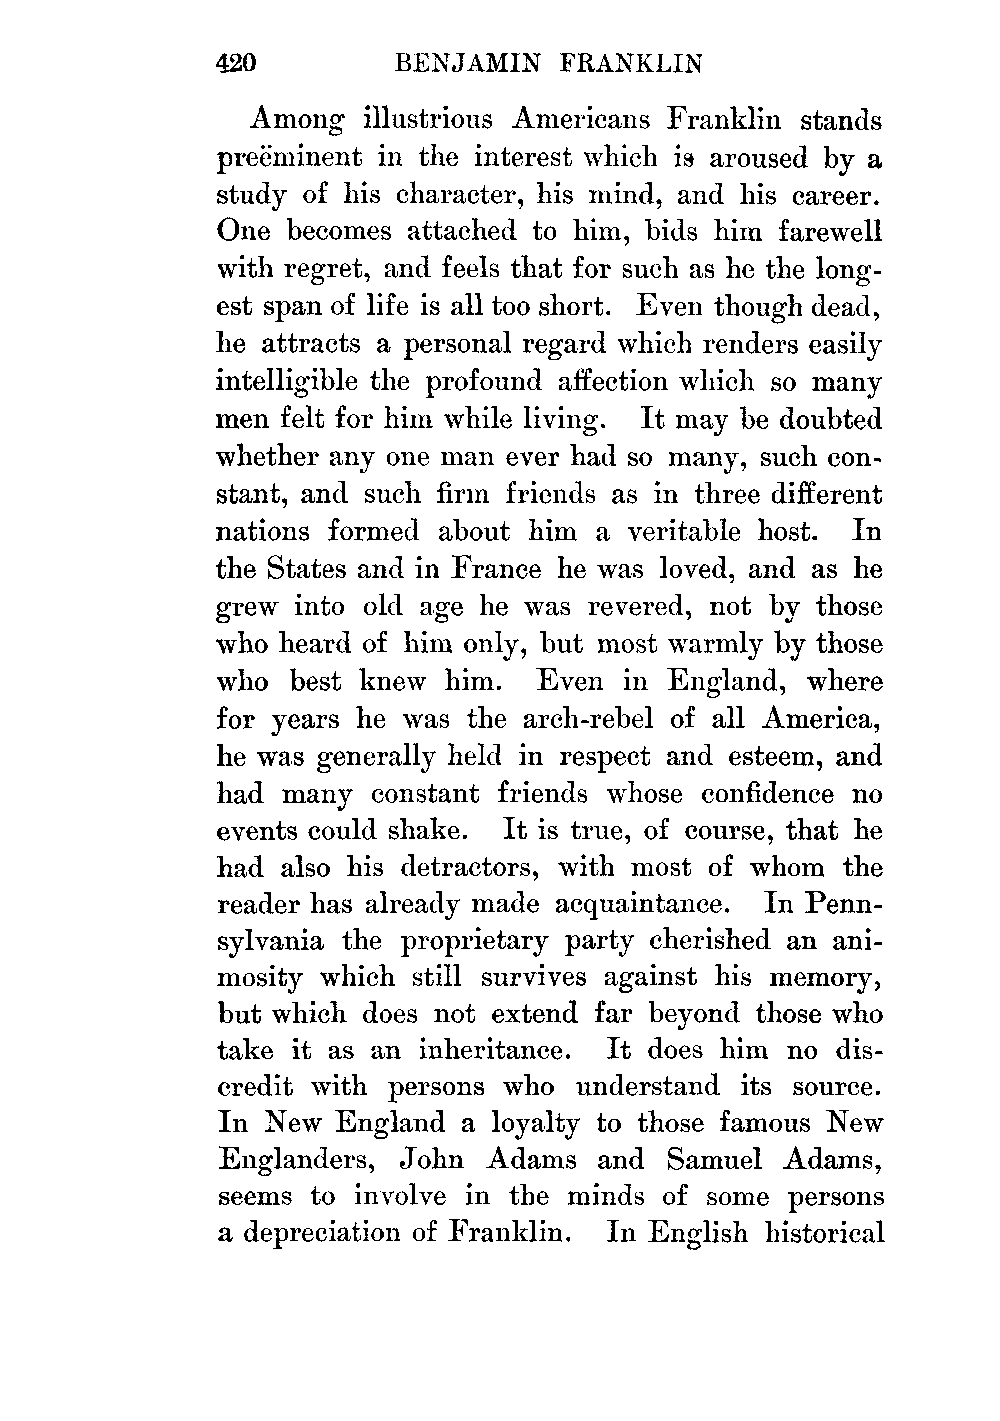 420 BENJAMIN FRANKLIN
Among illustrious Americans Franklin stands
preëminent in the interest which is aroused by a
study of his character, his mind, and his career.
One becomes attached to him, bids him farewell
with regret, and feels that for such as he the long-
est span of life is all too short. Even though dead,
he attracts a personal regard which renders easily
intelligible the profound affection which so many
men felt for him while living. It may be doubted
whether any one man ever had so many, such con-
stant, and such firm friends as in three different
nations formed about him a veritable host. In
the States and in France he was loved, and as he
grew into old age he was revered, not by those
who heard of him only, but most warmly by those
who best knew him. Even in England, where
for years he was the arch-rebel of all America,
he was generally held in respect and esteem, and
had many constant friends whose confidence no
events could shake. It is true, of course, that he
had also his detractors, with most of whom the
reader has already made acquaintance. In Penn-
sylvania the proprietary party cherished an ani-
mosity which still survives against his memory,
but which does not extend far beyond those who
take it as an inheritance. It does him no dis-
credit with persons who understand its source.
In New England a loyalty to those famous New
Englanders, John Adams and Samuel Adams,
seems to involve in the minds of some persons
a depreciation of Franklin. In English historical